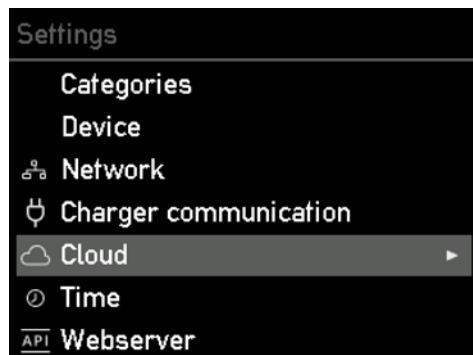 Settings
Categories
Device
Network
Charger communication
Cloud
Time
API Webserver